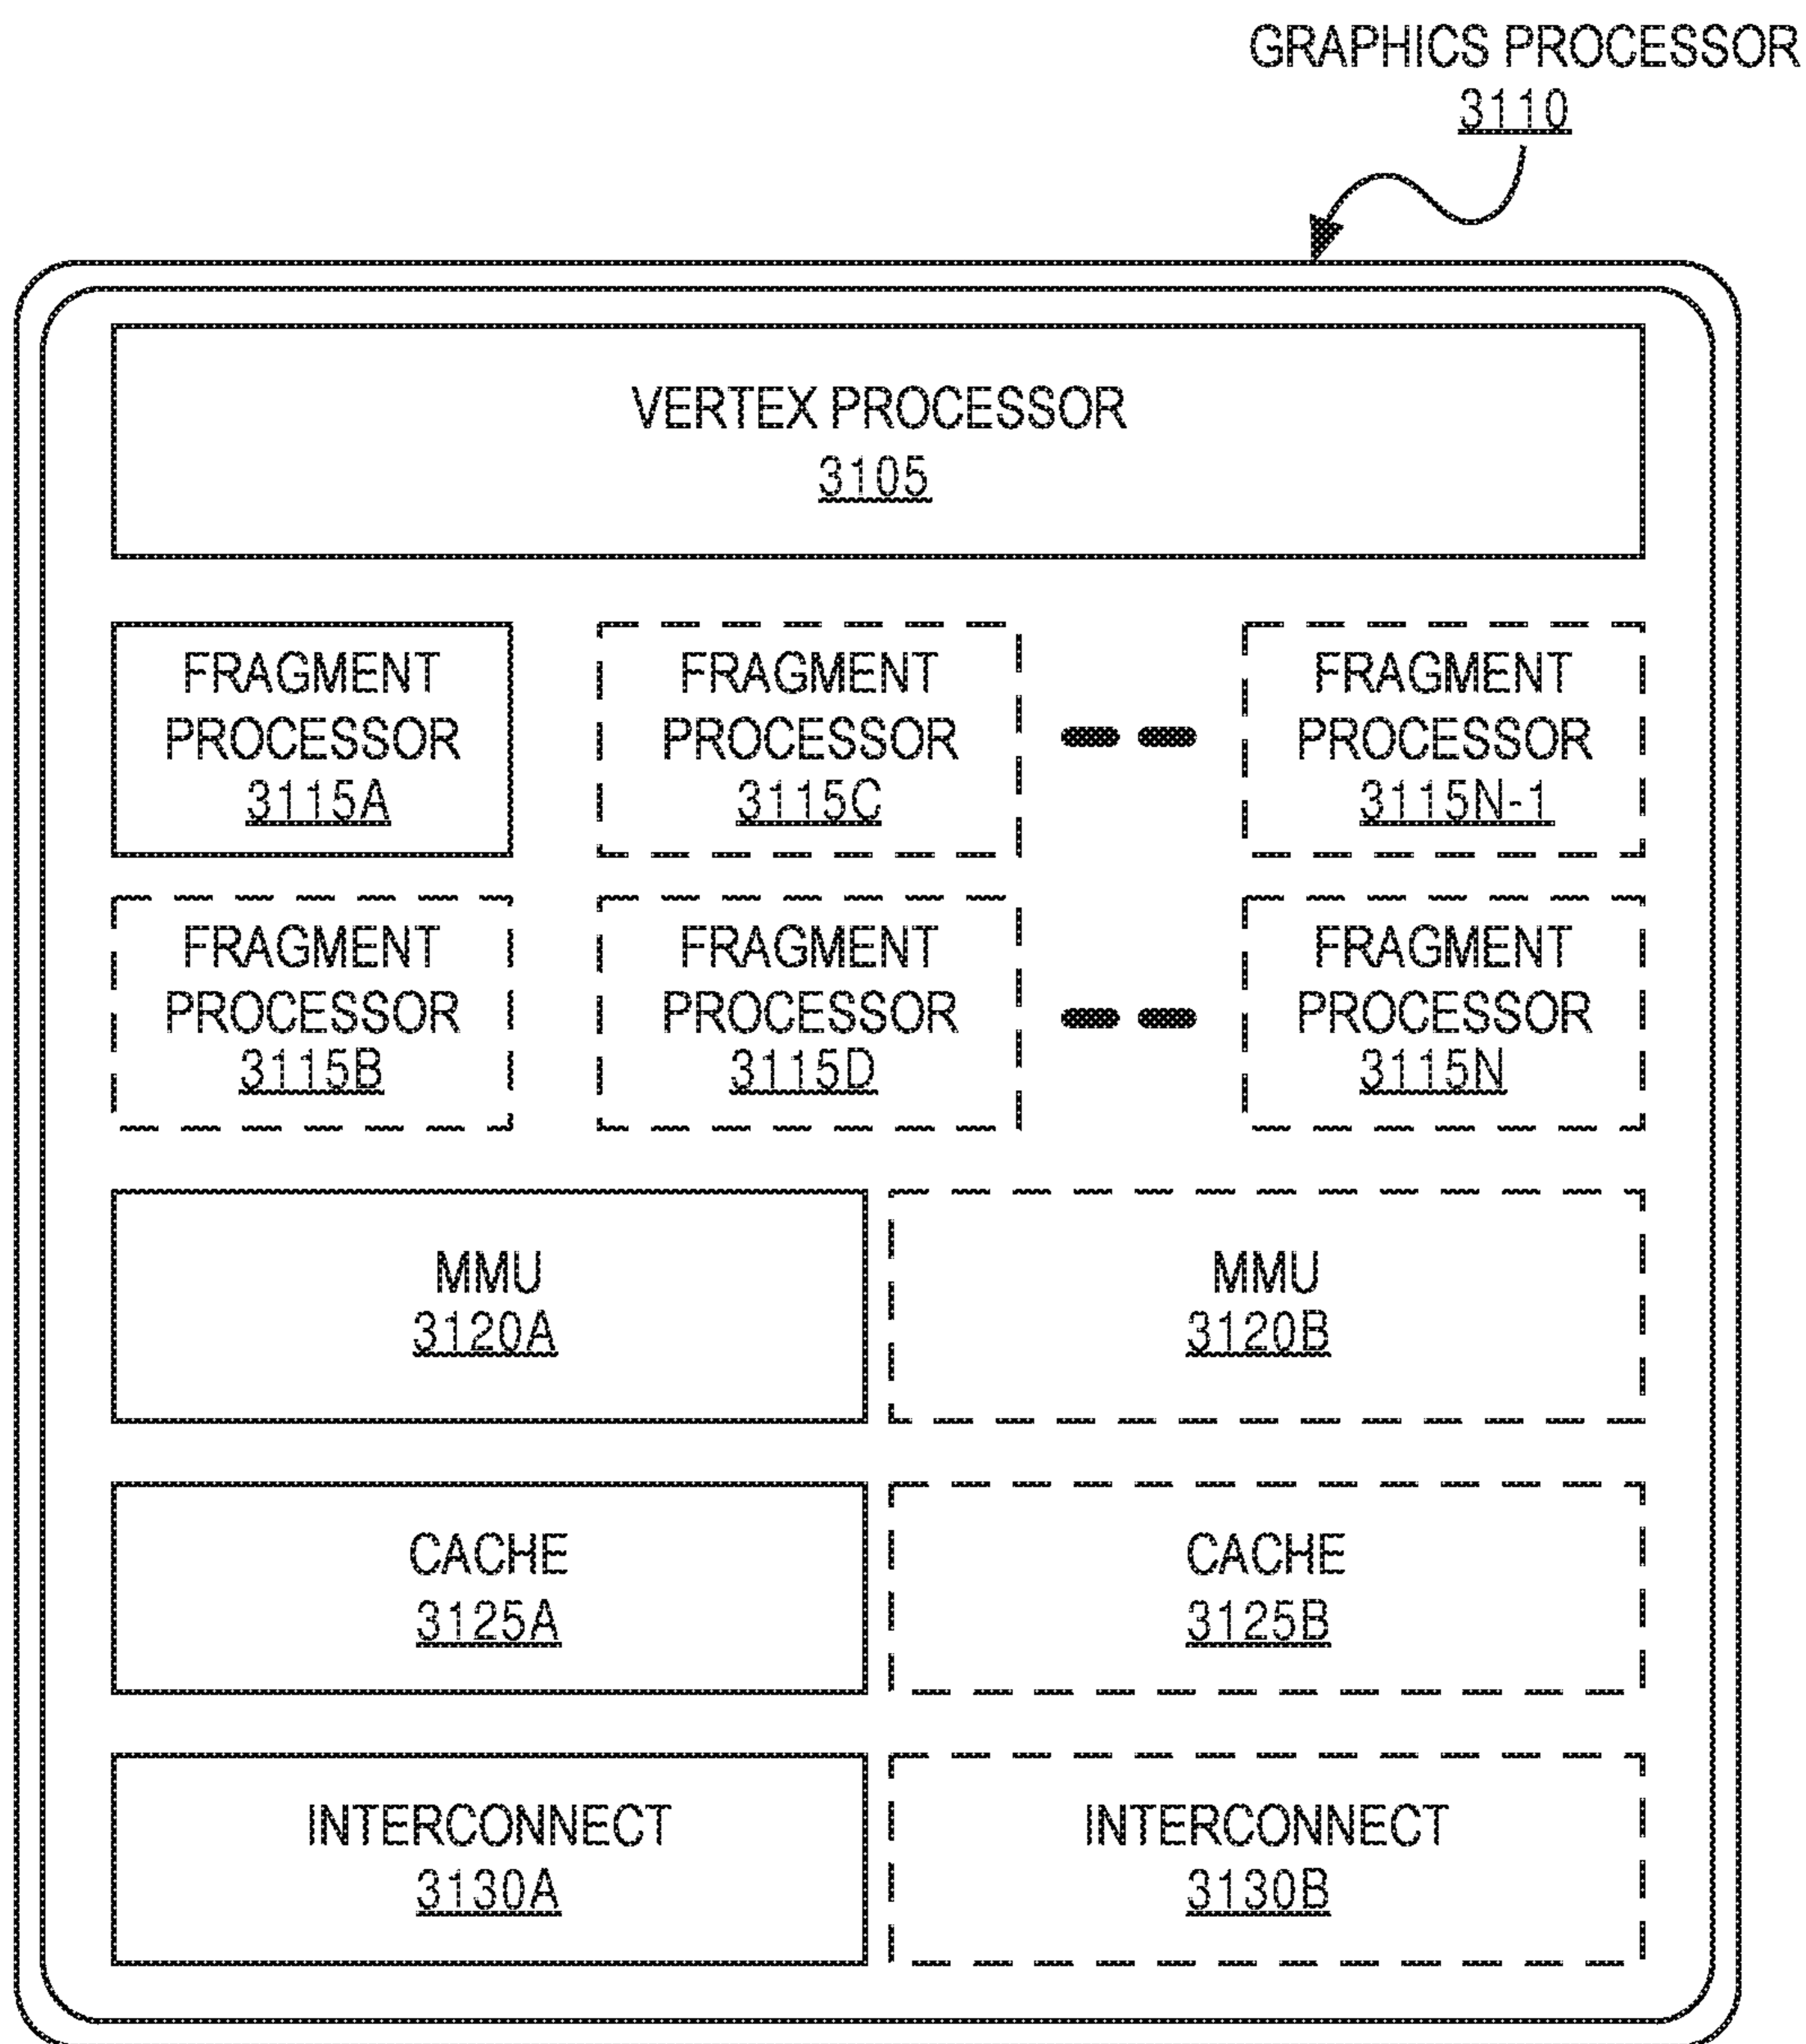 GRAPHICS PROCESSOR
3110
VERTEX PROCESSOR
3105
FRAGMENT
PROCESSOR
3115A
FRAGMENT
PROCESSOR
3115C
FRAGMENT
PROCESSOR
3115N-1
FRAGMENT
PROCESSOR
3115B
FRAGMENT
PROCESSOR
3115D
FRAGMENT
PROCESSOR
3115N
MMU
3120A
MMU
3120B
CACHE
3125A
CACHE
3125B
INTERCONNECT
3130A
INTERCONNECT
3130B